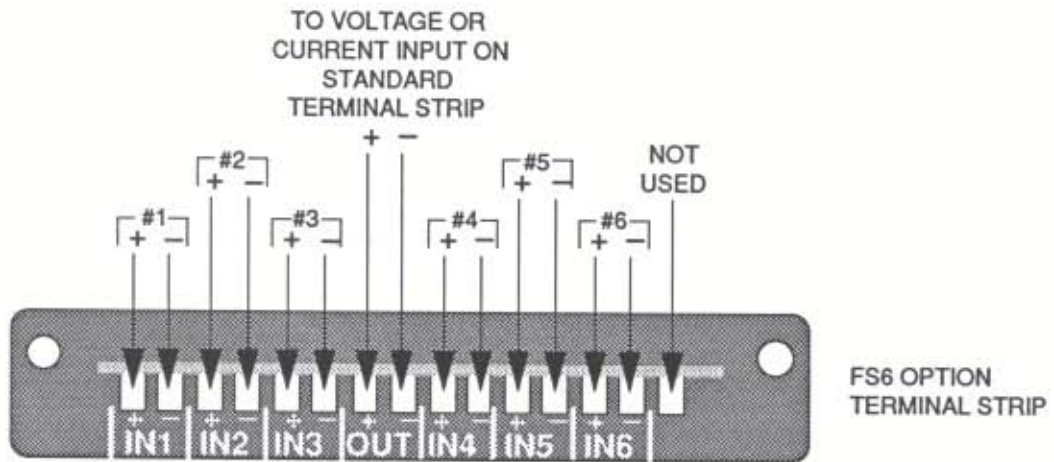 TO VOLTAGE OR
CURRENT INPUT ON
STANDARD
TERMINAL STRIP
+ −
#2
+ −
#5
+ −
NOT
USED
#1
+ −
#3
+ −
#4
+ −
#6
+ −
FS6 OPTION
TERMINAL STRIP
+ − + − + − + − + − + − + −
IN1 IN2 IN3 OUT IN4 IN5 IN6